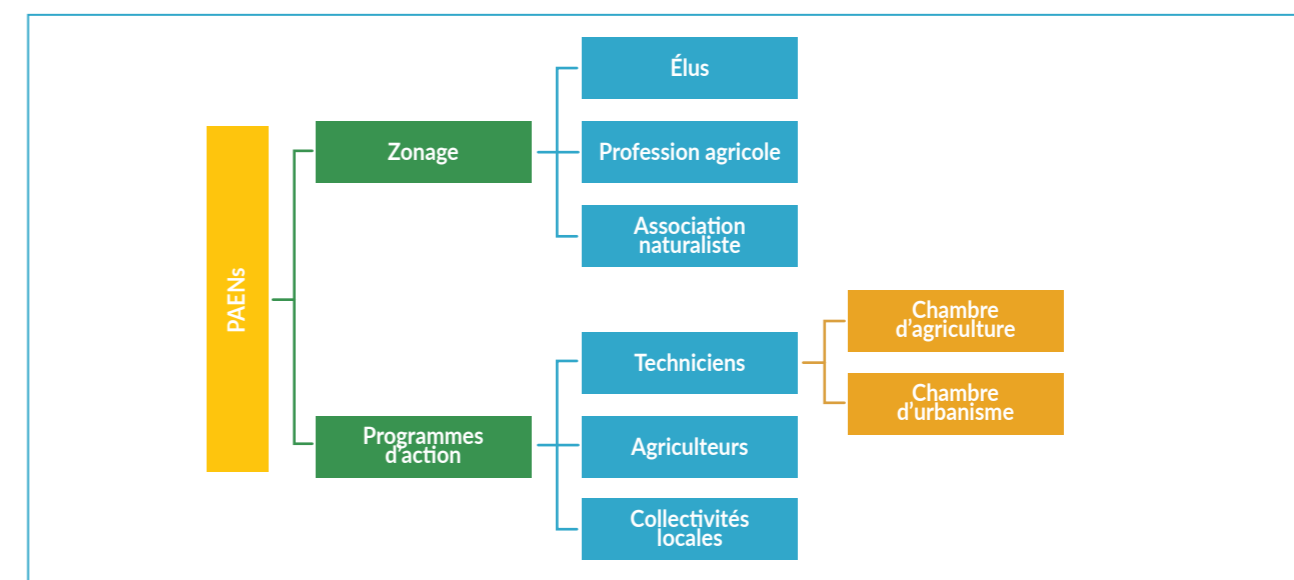 PAENs
Zonage
Élus
Profession agricole
Association
naturaliste
Programmes
d'action
Techniciens
Chambre
d'agriculture
Chambre
d'urbanisme
Agriculteurs
Collectivités
locales